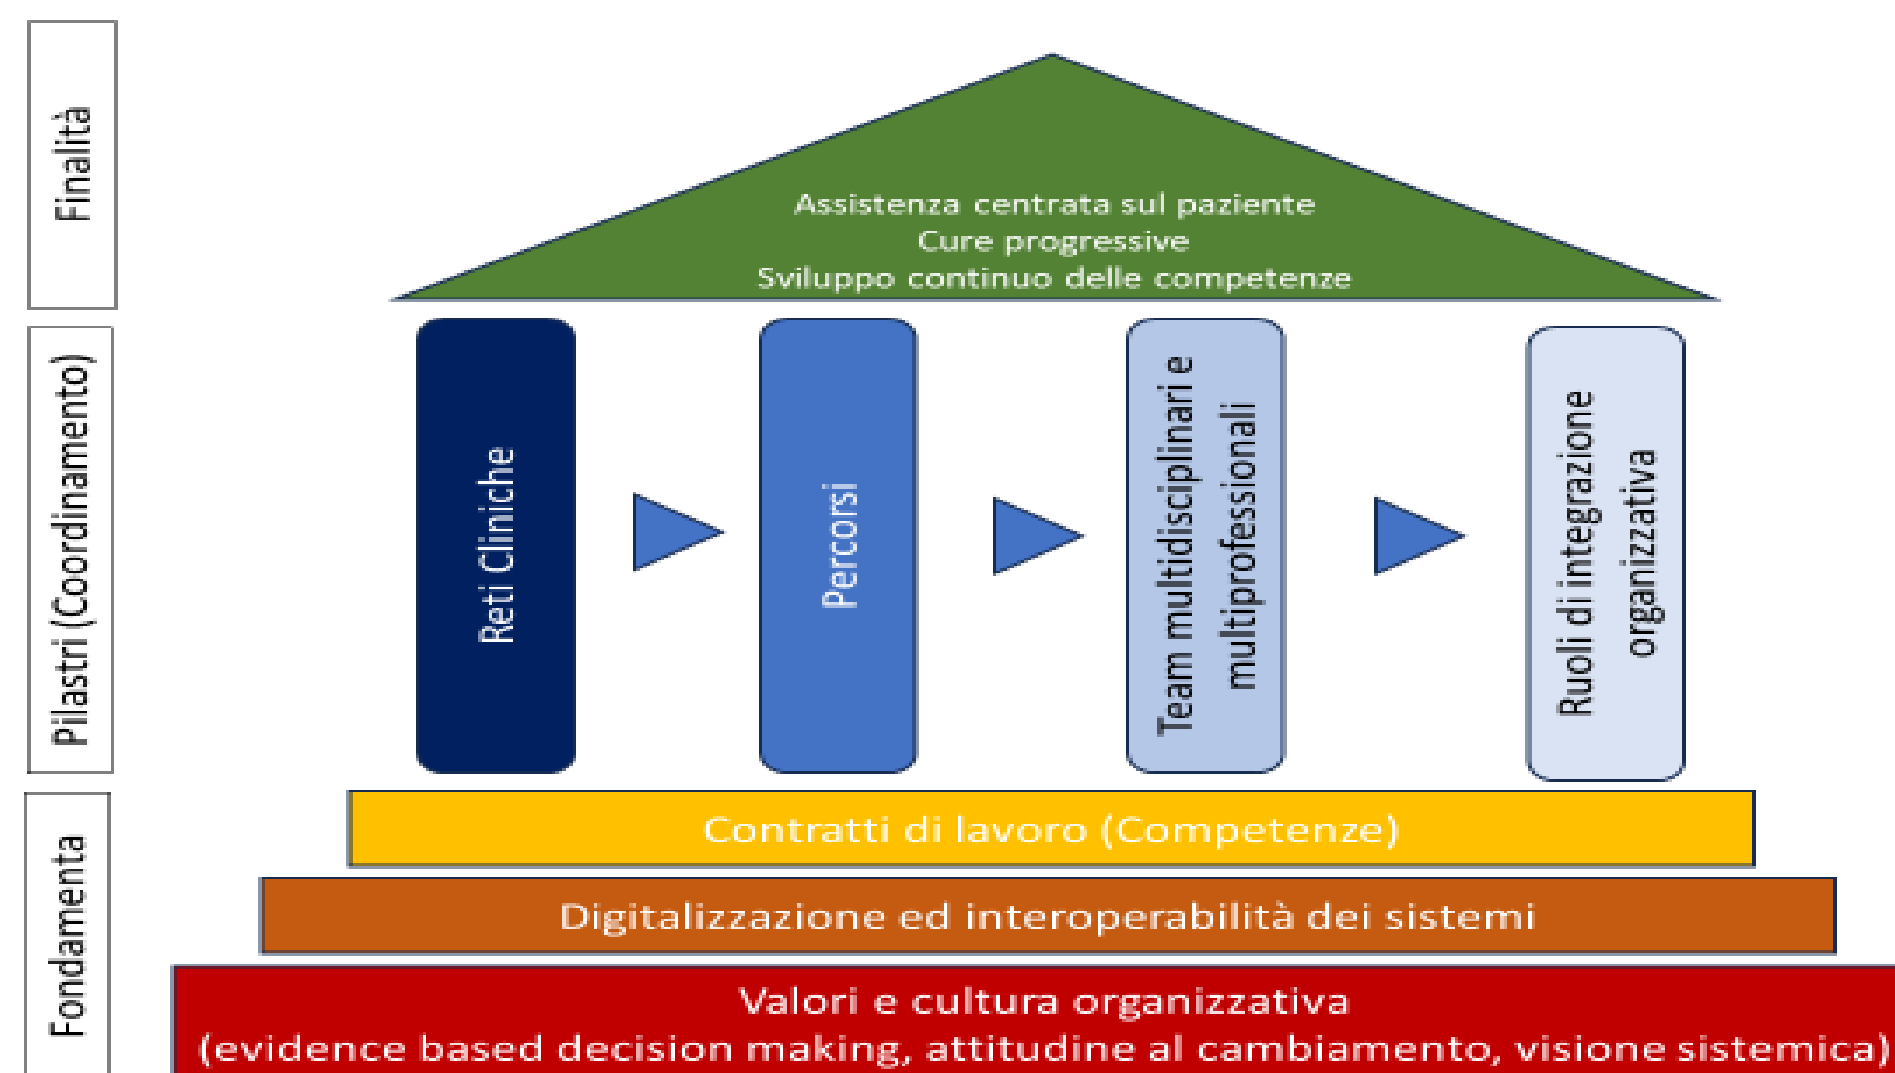 Finalità
Assistenza centrata sul paziente
Cure progressive
Sviluppo continuo delle competenze
Pilastri (Coordinamento)
Reti Cliniche
Percorsi
Team multidisciplinari e
multiprofessionali
Ruoli di integrazione
organizzativa
Fondamenta
Contratti di lavoro (Competenze)
Digitalizzazione ed interoperabilità dei sistemi
Valori e cultura organizzativa
(evidence based decision making, attitudine al cambiamento, visione sistemica)